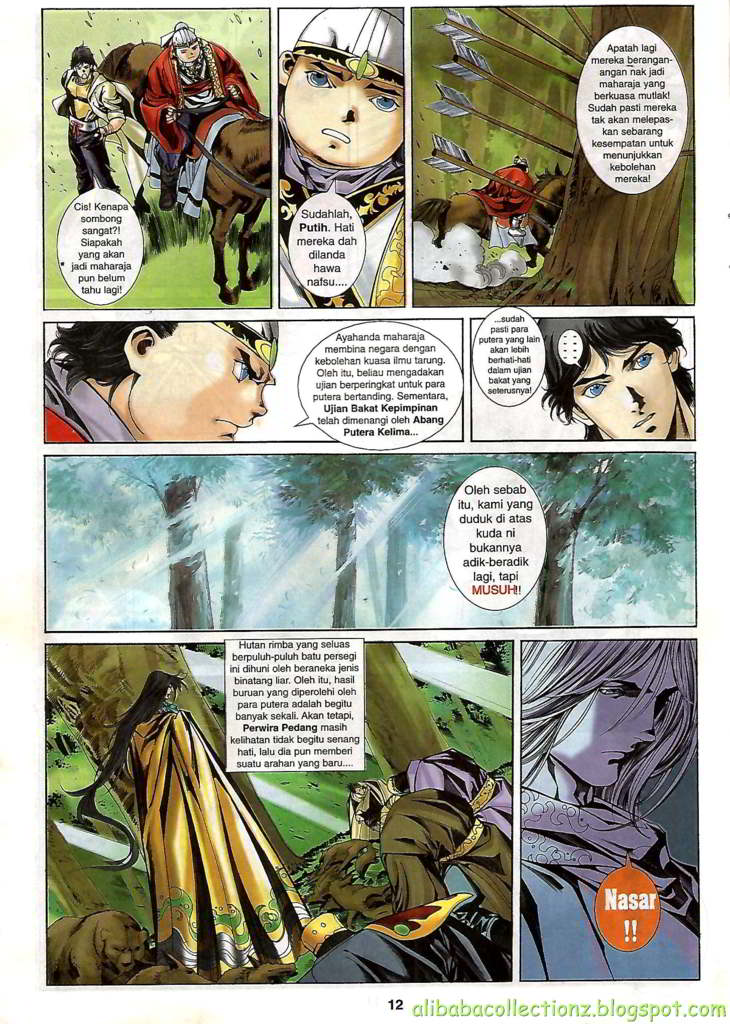 Cis! Kenapa
sombong
sangat?!
Siapakah
yang akan
jadi maharaja
pun belum
tahu lagi!
Sudahlah,
Putih. Hati
mereka dah
dilanda
hawa
nafsu....
Apatah lagi
mereka berangan-
angan nak jadi
maharaja yang
berkuasa mutlak!
Sudah pasti mereka
tak akan melepas-
kan sebarang
kesempatan untuk
menunjukkan
kebolehan
mereka!
Ayahanda maharaja
membina negara dengan
kebolehan kuasa ilmu tarung.
Oleh itu, beliau mengadakan
ujian berperingkat untuk para
putera bertanding. Sementara,
Ujian Bakat Kepimpinan
telah dimenangi oleh Abang
Putera Kelima...
...sudah
pasti para
putera yang lain
akan lebih
berhati-hati
dalam ujian
bakat yang
seterusnya!
Oleh sebab
itu, kami yang
duduk di atas
kuda ni
bukannya
adik-beradik
lagi, tapi
MUSUH!!
Hutan rimba yang seluas
berpuluh-puluh batu persegi
ini dihuni oleh beraneka jenis
binatang liar. Oleh itu, hasil
buruan yang diperolehi oleh
para putera adalah begitu
banyak sekali. Akan tetapi,
Perwira Pedang masih
kelihatan tidak begitu senang
hati, lalu dia pun memberi
suatu arahan yang baru....
Nasar
!!
12
alibabacollectionz.blogspot.com